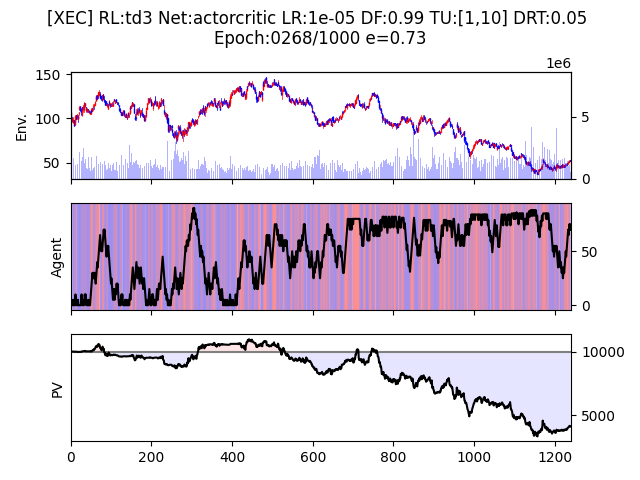 [XEC] RL:td3 Net:actorcritic LR:1e-05 DF:0.99 TU:[1,10] DRT:0.05
Epoch:0268/1000 e=0.73
1e6
150
100
50
Env.
5
0
Agent
50
0
PV
10000
5000
0
200
400
600
800
1000
1200